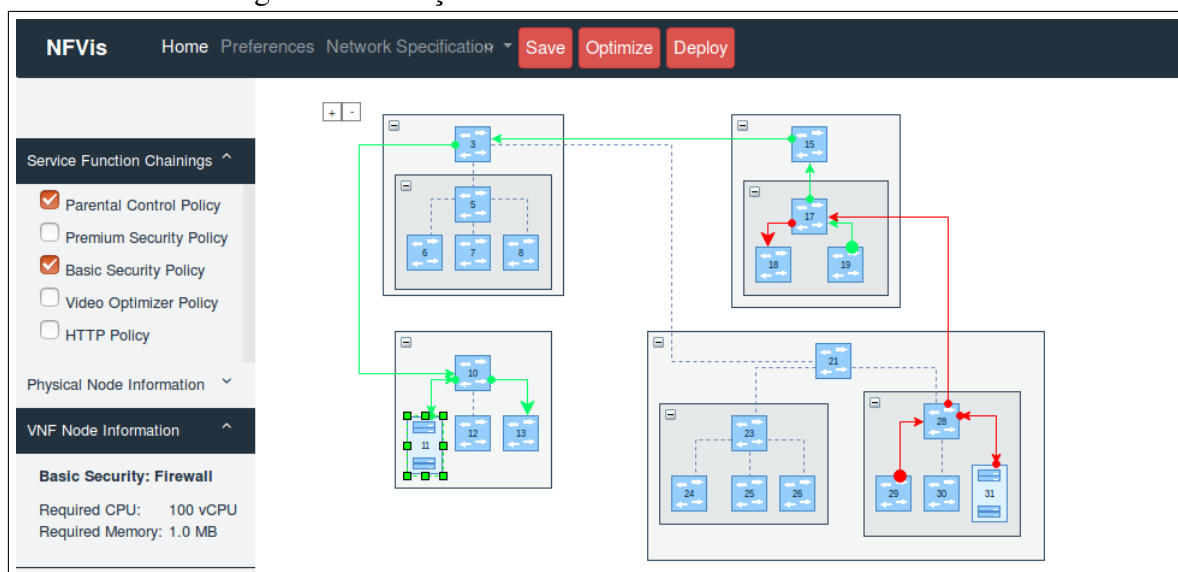 NFVis Home Preferences Network Specification Save Optimize Deploy
+ -
Service Function Chainings
Parental Control Policy
Premium Security Policy
Basic Security Policy
Video Optimizer Policy
HTTP Policy
Physical Node Information
VNF Node Information
Basic Security: Firewall
Required CPU: 100 vCPU
Required Memory: 1.0 MB
3
5
6 7 8
15
17
18 19
10
11 12 13
21
23
24 25 26
28
29 30 31